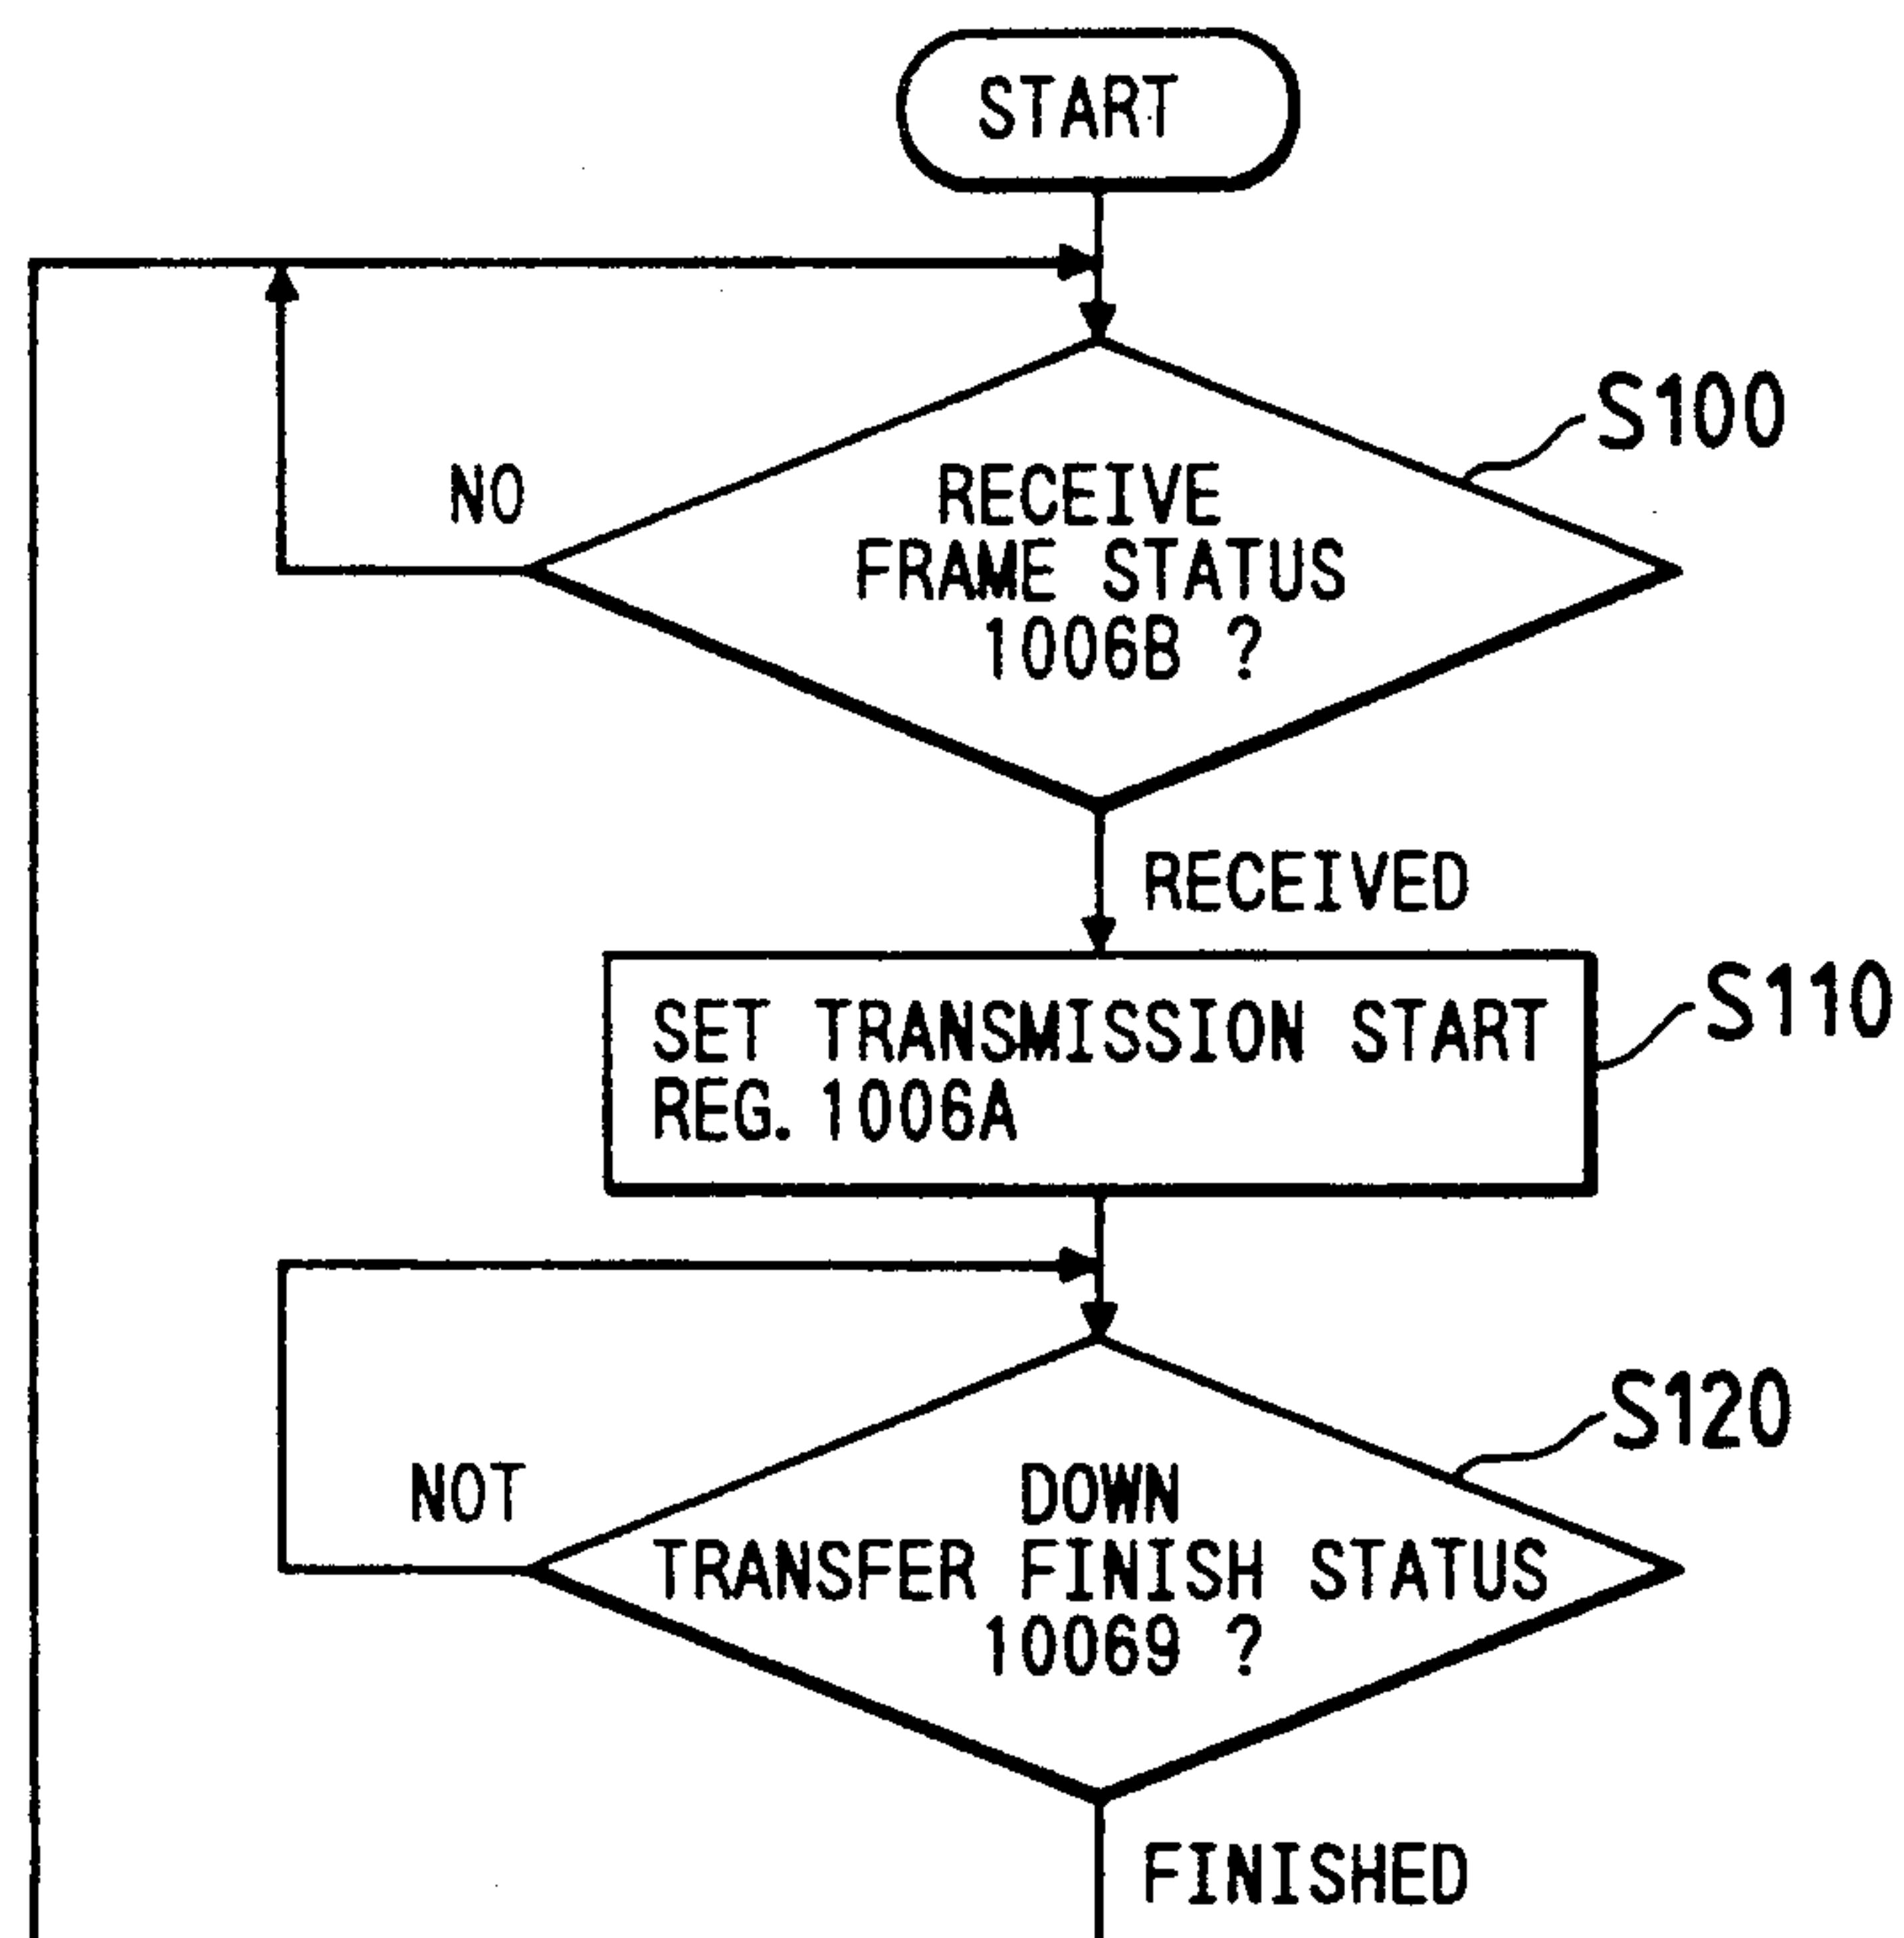 START
S100
NO
RECEIVE
FRAME STATUS
1006B ?
RECEIVED
S110
SET TRANSMISSION START
REG. 1006A
S120
NOT
DOWN
TRANSFER FINISH STATUS
10069 ?
FINISHED